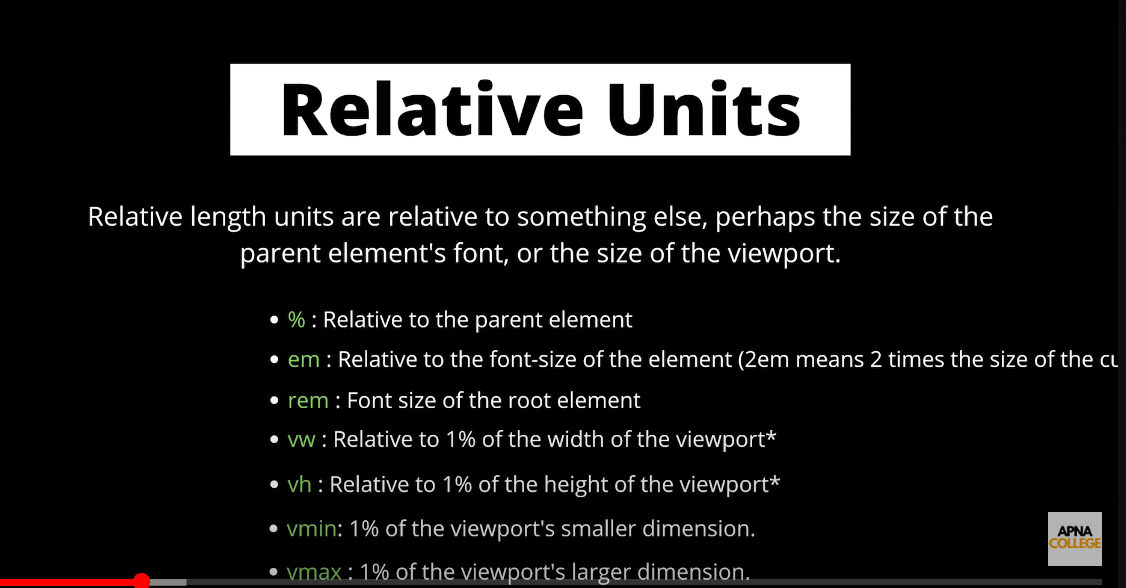 Relative Units
Relative length units are relative to something else, perhaps the size of the
parent element's font, or the size of the viewport.
• % : Relative to the parent element
• em : Relative to the font-size of the element (2em means 2 times the size of the
• rem : Font size of the root element
• vw : Relative to 1% of the width of the viewport*
• vh : Relative to 1% of the height of the viewport*
• vmin: 1% of the viewport's smaller dimension.
• vmax : 1% of the viewport's larger dimension.
APNA
COLLEGE